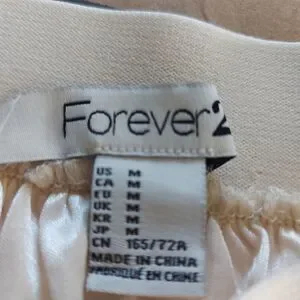 Forever2
US M
CA M
EU M
UK M
KR M
JP M
CN 165/72A
MADE IN CHINA
FABRIQUÉ EN CHINE